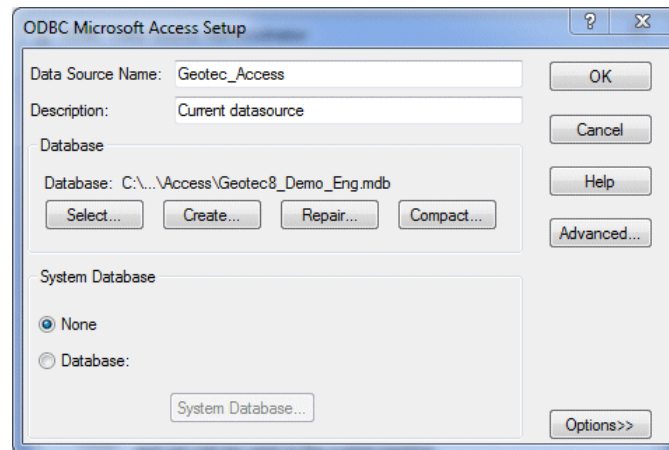 ODBC Microsoft Access Setup
Data Source Name: Geotec_Access
OK
Description: Current datasource
Cancel
Database
Database: C:\...\Access\Geotec8_Demo_Eng.mdb
Help
Select... Create... Repair... Compact...
Advanced...
System Database
None
Database:
System Database...
Options>>